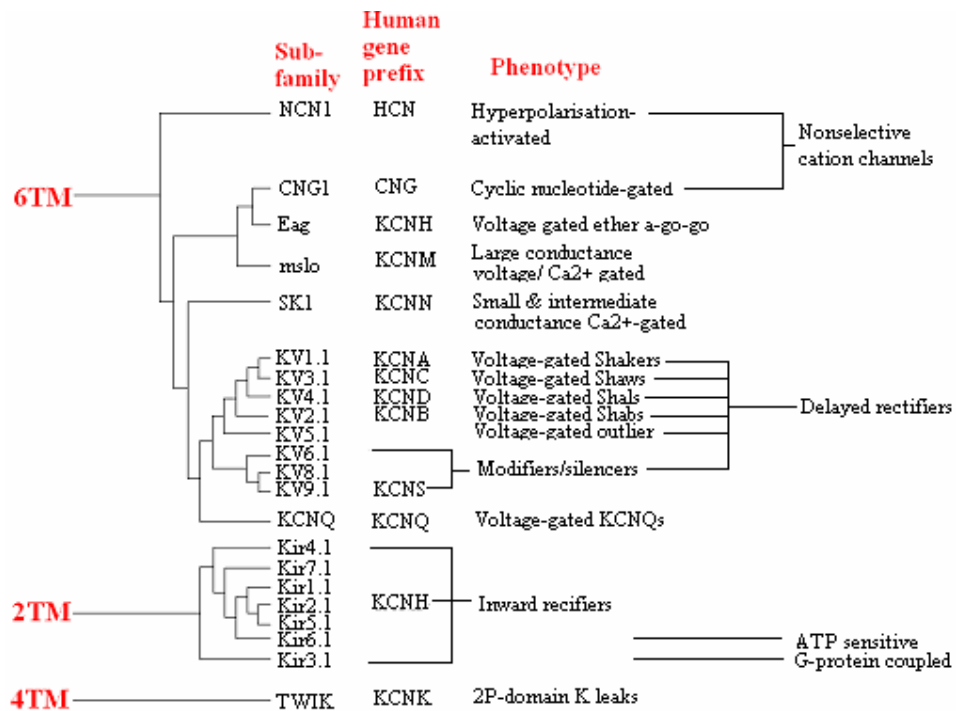 Sub-
family
Human
gene
prefix
Phenotype
6TM
NCN1 HCN Hyperpolarisation-
activated
Nonselective
cation channels
CNG1 CNG Cyclic nucleotide-gated
Eag KCNH Voltage gated ether a-go-go
mslo KCNM Large conductance
voltage/ Ca2+ gated
SK1 KCNN Small & intermediate
conductance Ca2+-gated
KV1.1 KCNA Voltage-gated Shakers
KV3.1 KCNC Voltage-gated Shaws
KV4.1 KCND Voltage-gated Shals
KV2.1 KCNB Voltage-gated Shabs
Delayed rectifiers
KV5.1 Voltage-gated outlier
KV6.1
KV8.1 Modifiers/silencers
KV9.1 KCNS
KCNQ KCNQ Voltage-gated KCNQs
2TM
Kir4.1
Kir7.1
Kir1.1
Kir2.1 KCNH Inward recifiers
Kir5.1
Kir6.1 ATP sensitive
Kir3.1 G-protein coupled
4TM TWIK KCNK 2P-domain K leaks